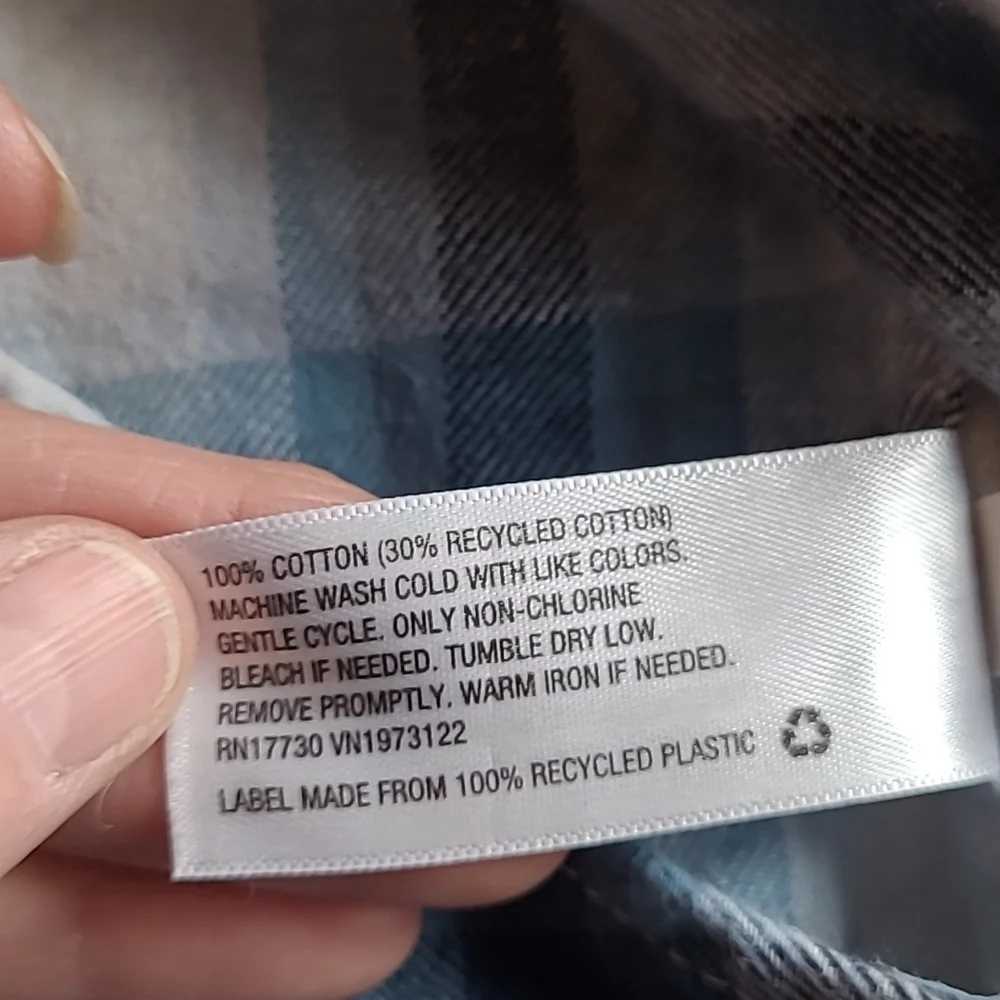 100% COTTON (30% RECYCLED COTTON)
MACHINE WASH COLD WITH LIKE COLORS.
GENTLE CYCLE. ONLY NON-CHLORINE
BLEACH IF NEEDED. TUMBLE DRY LOW.
REMOVE PROMPTLY. WARM IRON IF NEEDED.
RN17730 VN1973122
LABEL MADE FROM 100% RECYCLED PLASTIC